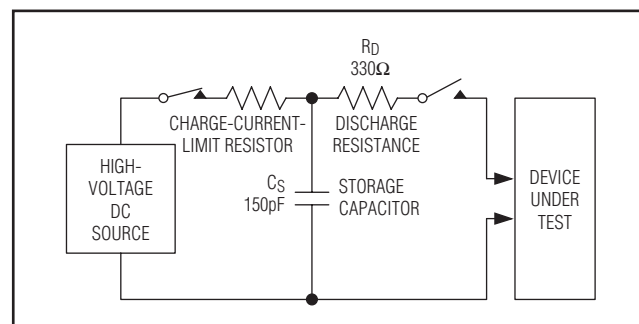 RD
330Ω
CHARGE-CURRENT-
LIMIT RESISTOR
DISCHARGE
RESISTANCE
HIGH-
VOLTAGE
DC
SOURCE
CS
150pF
STORAGE
CAPACITOR
DEVICE
UNDER
TEST